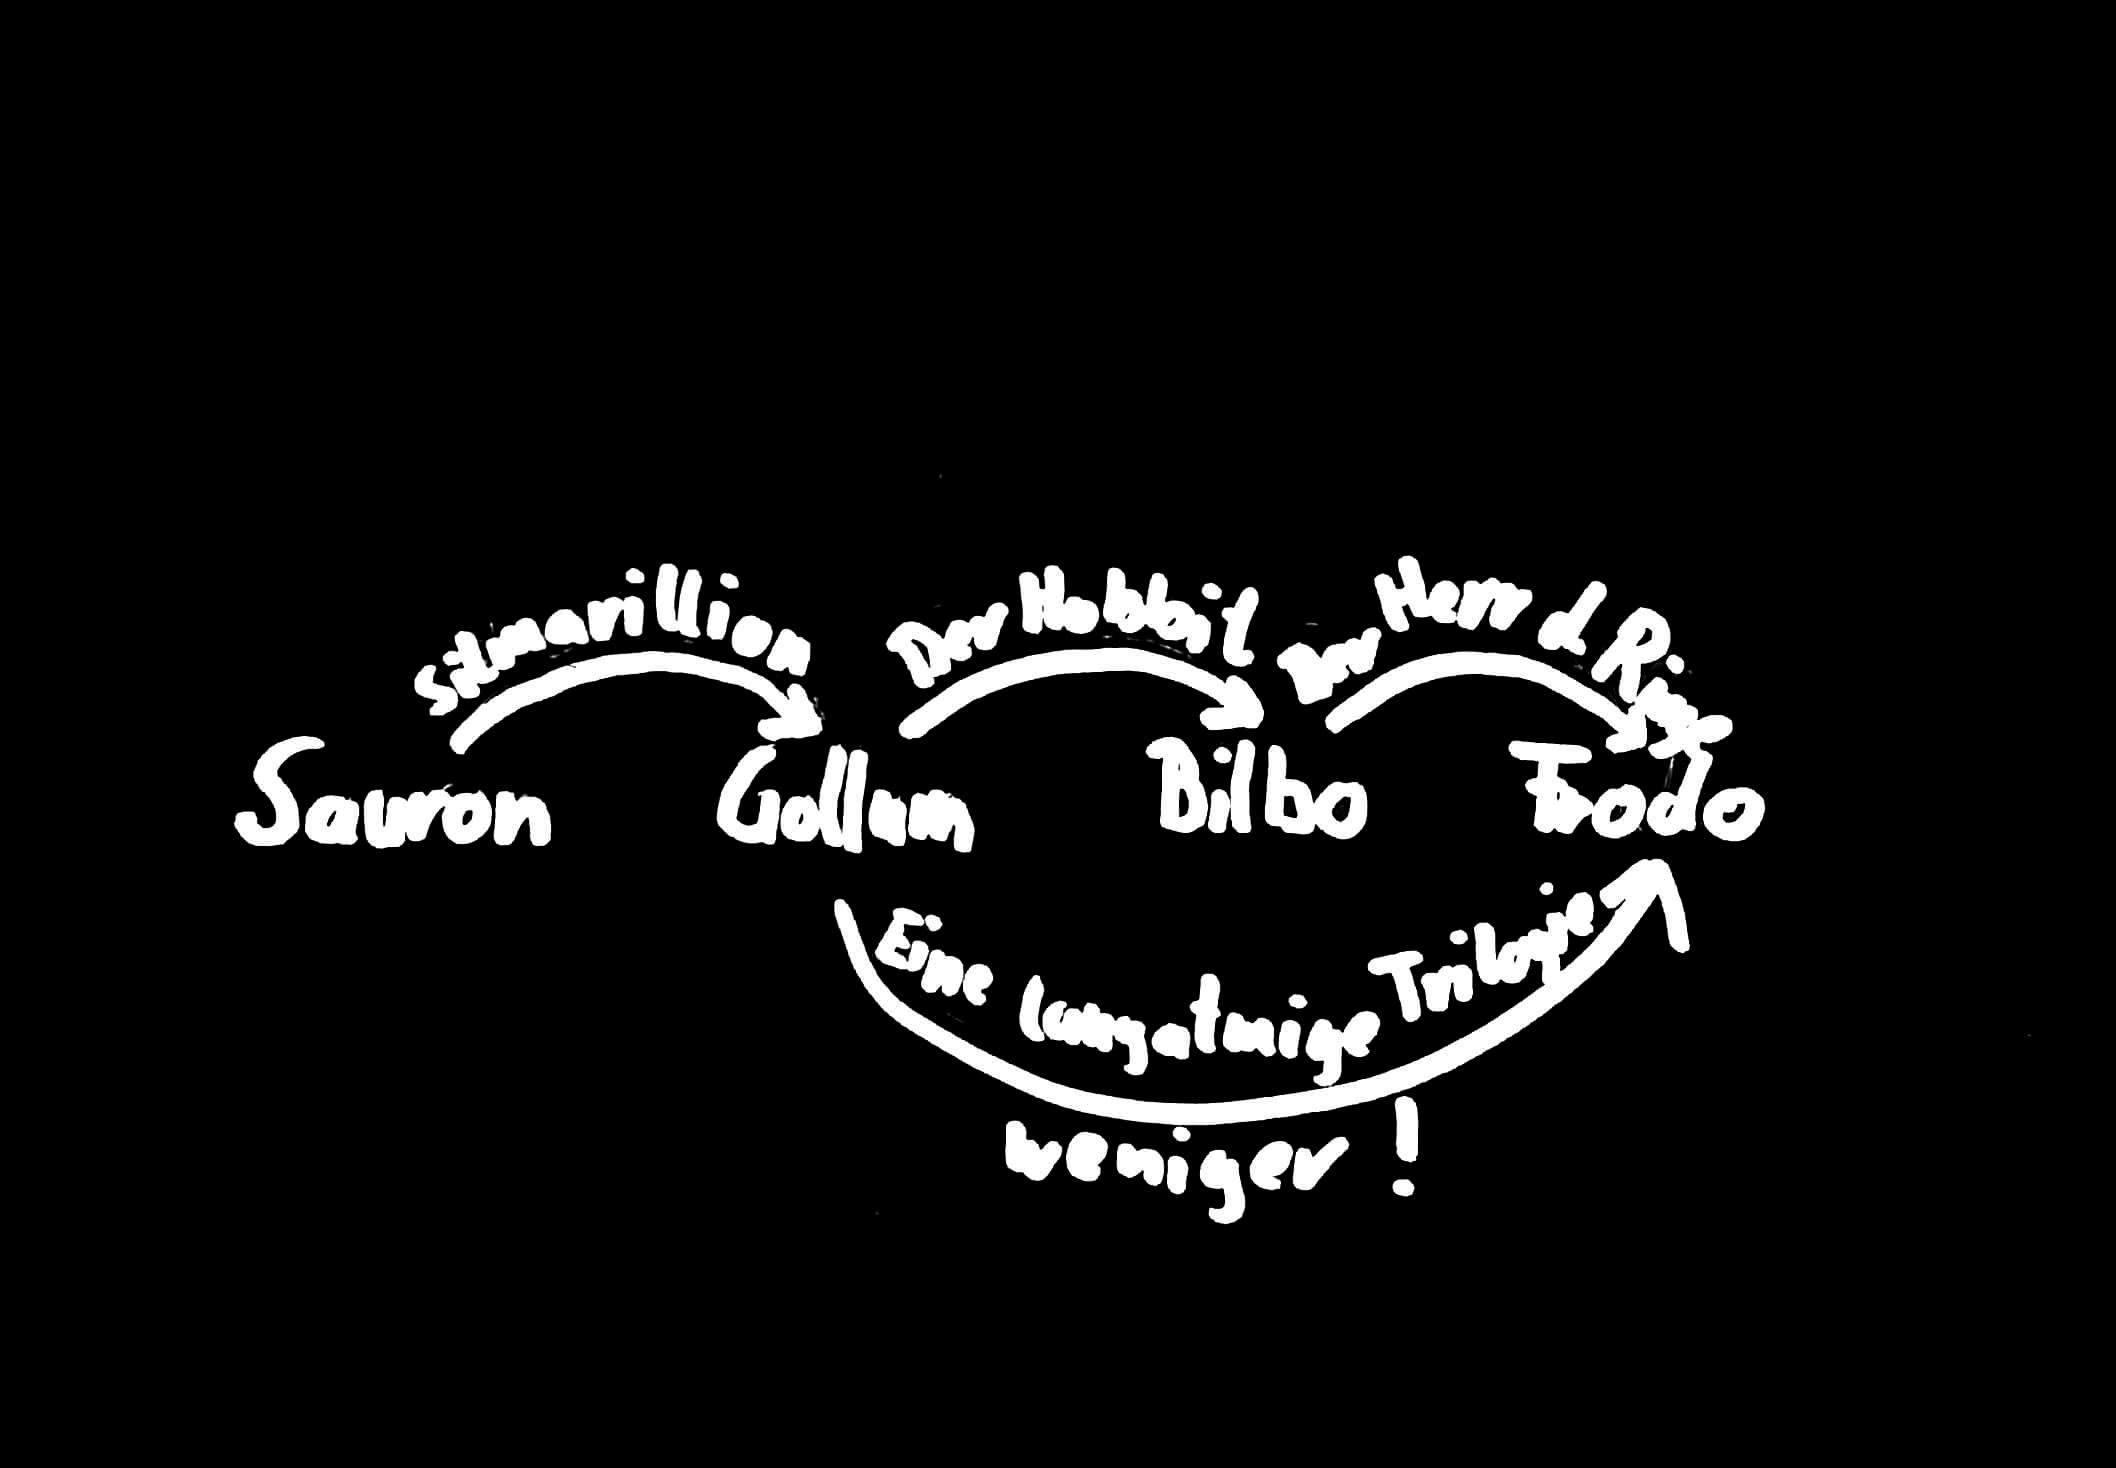 Silmarillion
Der Hobbit
Der Herr d Ringe
Sauron Gollum Bilbo Frodo
Eine langatmige Trilogie
weniger !